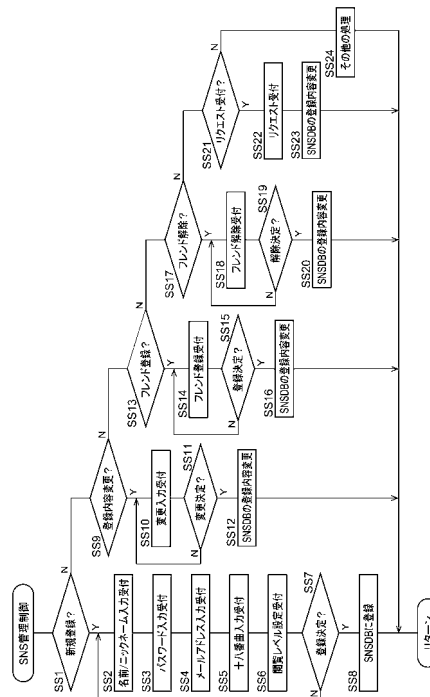 SNS管理制御
SS1
新規登録？
N
Y
SS2
名前/ニックネーム入力受付
SS3
パスワード入力受付
SS4
メールアドレス入力受付
SS5
十八番曲入力受付
SS6
閲覧レベル設定受付
SS7
登録決定？
N
Y
SS8
SNSDBに登録
リターン
SS9
登録内容変更？
N
Y
SS10
変更入力受付
SS11
変更決定？
N
Y
SS12
SNSDBの登録内容変更
SS13
フレンド登録？
N
Y
SS14
フレンド登録受付
SS15
登録決定？
N
Y
SS16
SNSDBの登録内容変更
SS17
フレンド解除？
N
Y
SS18
フレンド解除受付
SS19
解除決定？
N
Y
SS20
SNSDBの登録内容変更
SS21
リクエスト受付？
N
Y
SS22
リクエスト受付
SS23
SNSDBの登録内容変更
SS24
その他の処理